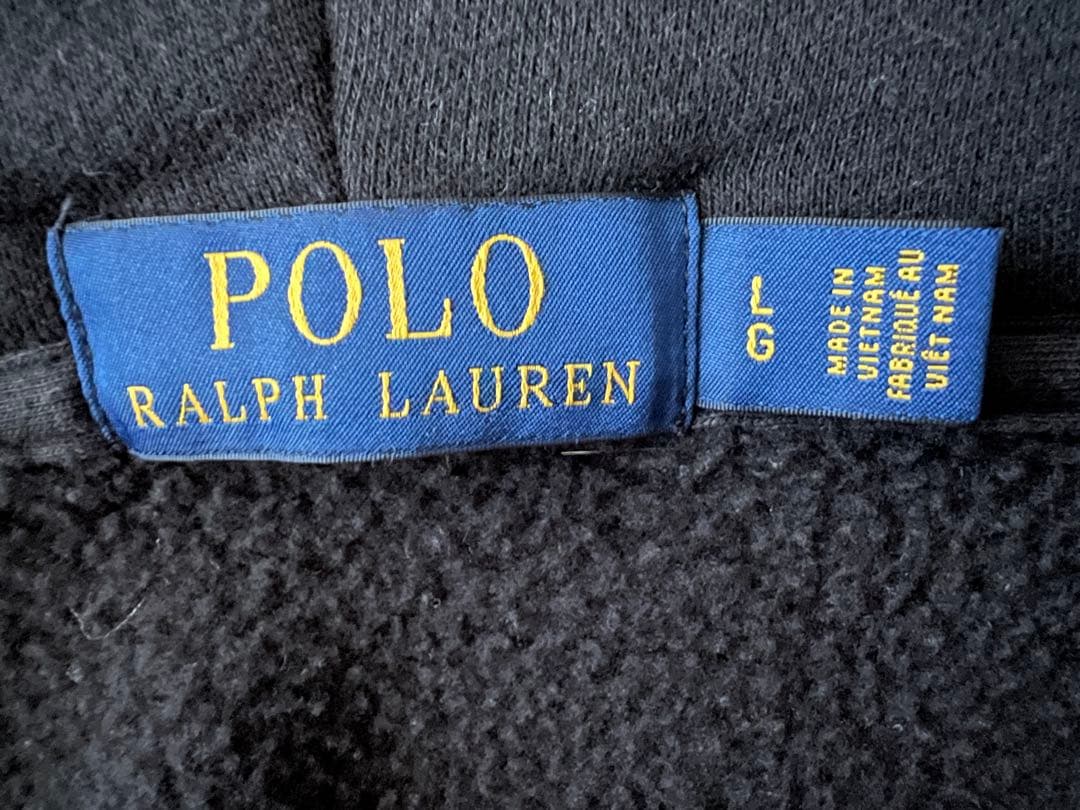 POLO
RALPH LAUREN
L
G
MADE IN
VIETNAM
FABRIQUÉ AU
VIÊT NAM